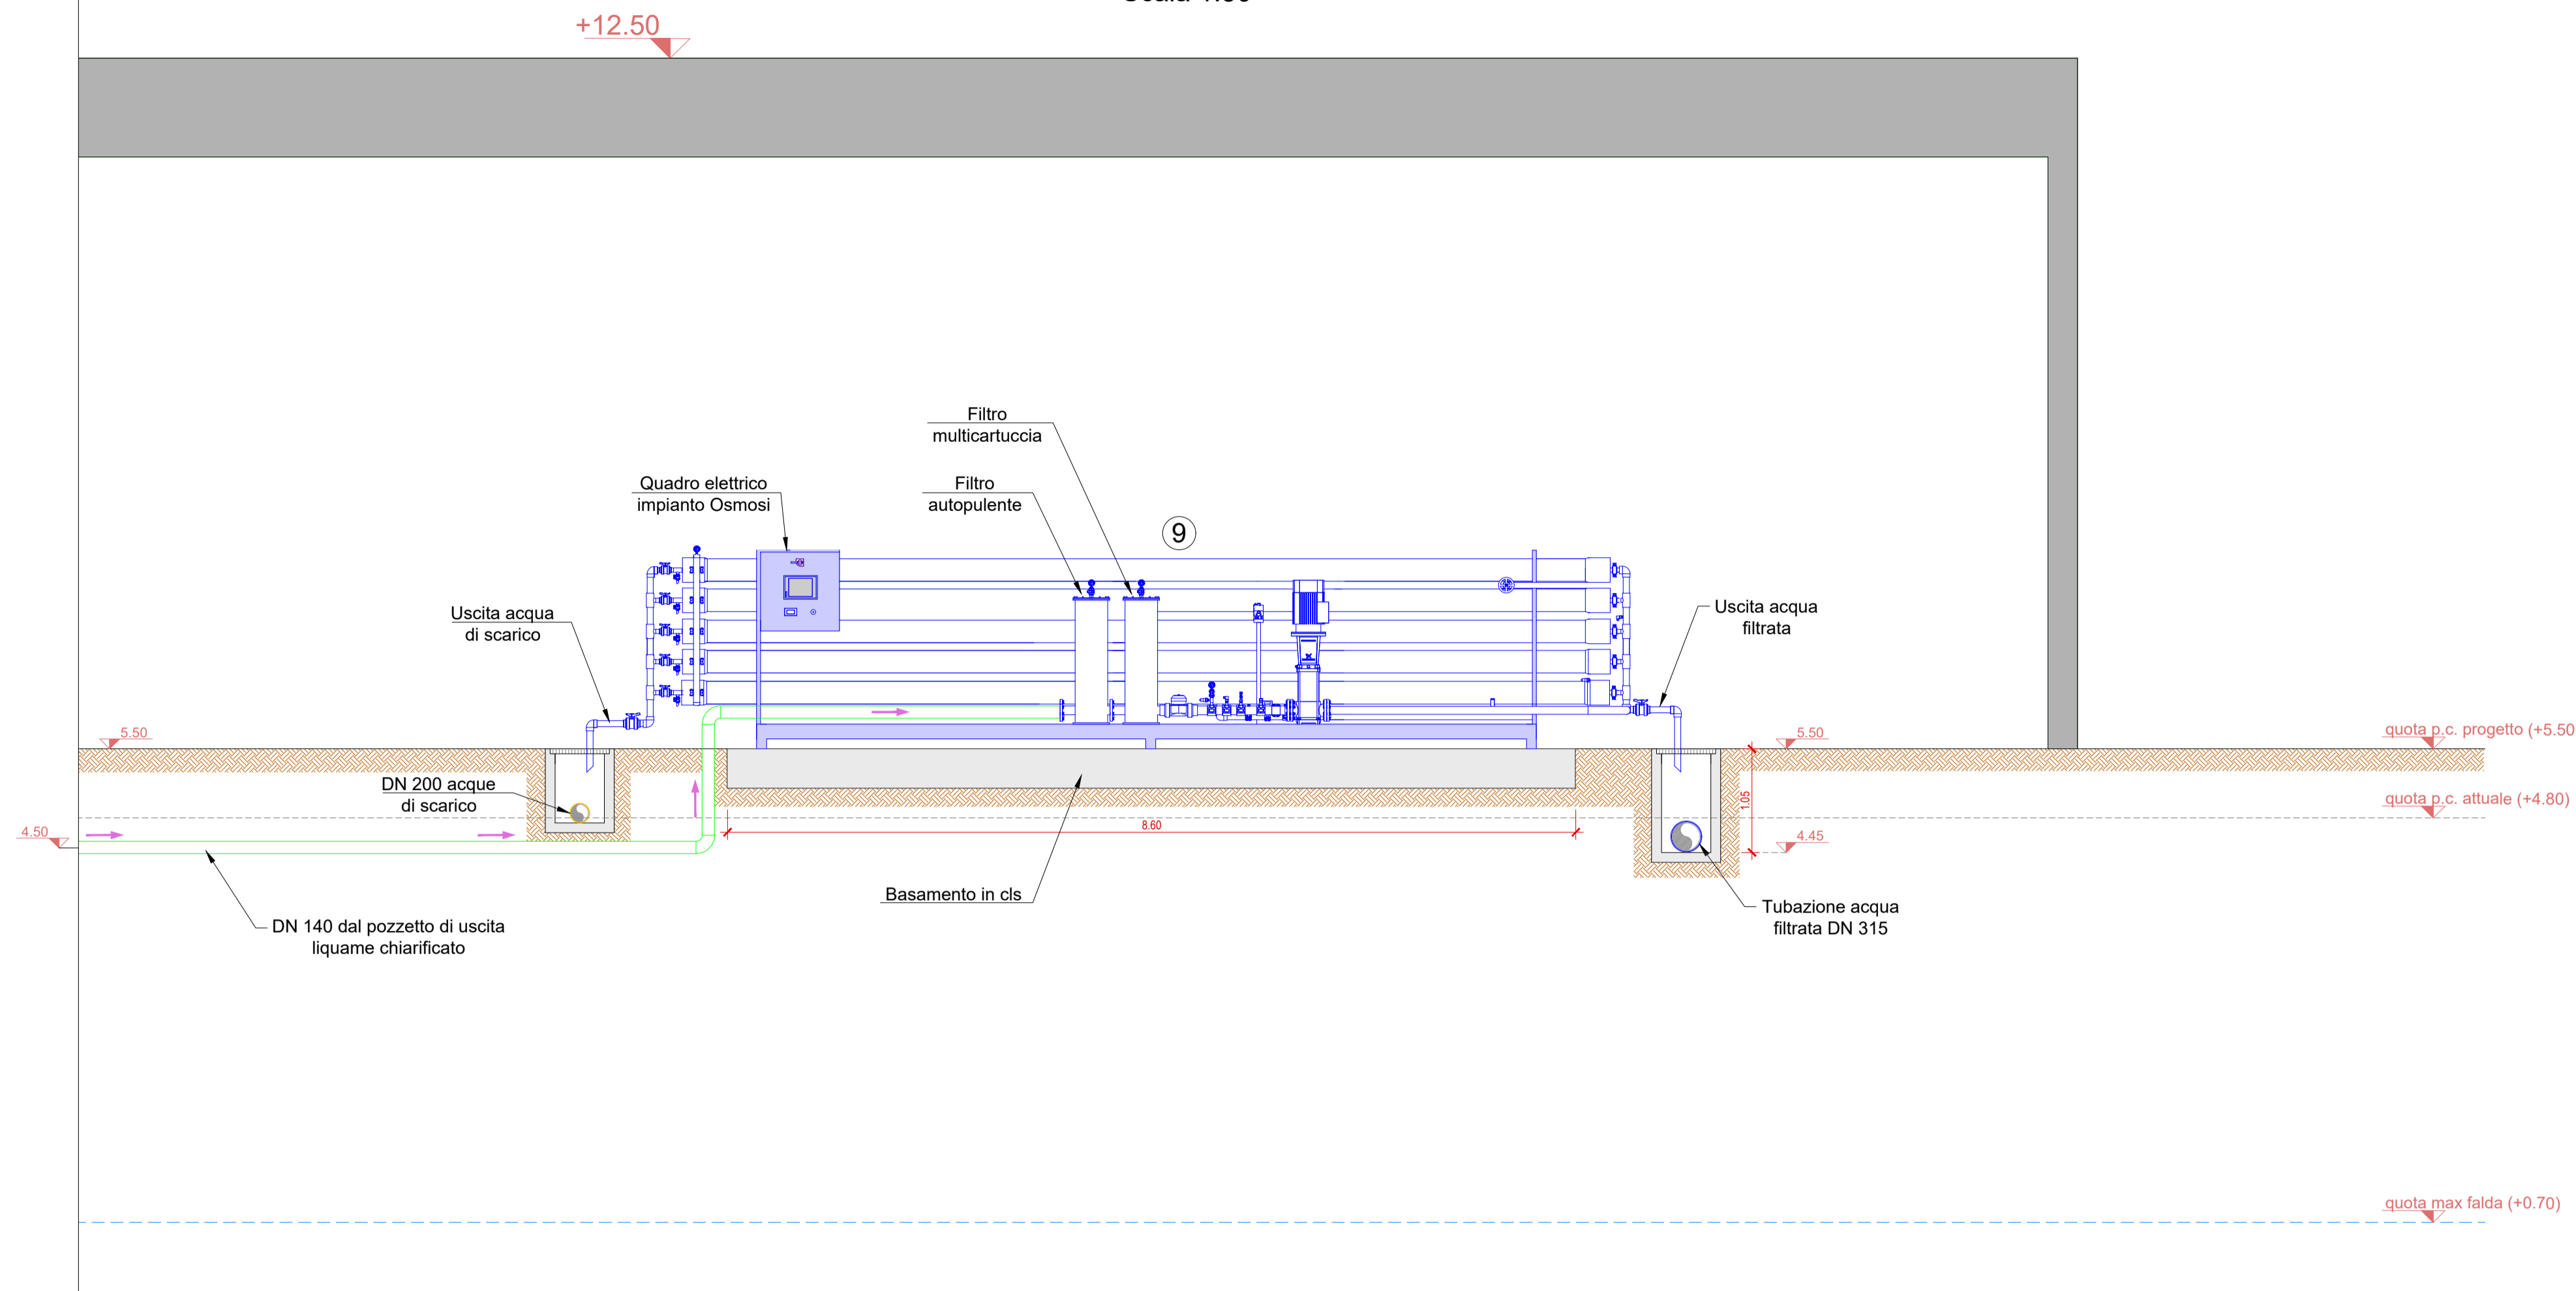 +12.50
Filtro
multicartuccia
Quadro elettrico
impianto Osmosi
Filtro
autopulente
9
Uscita acqua
di scarico
Uscita acqua
filtrata
5.50
5.50
quota p.c. progetto (+5.50
DN 200 acque
di scarico
1.05
quota p.c. attuale (+4.80)
4.50
8.60
4.45
Basamento in cls
DN 140 dal pozzetto di uscita
liquame chiarificato
Tubazione acqua
filtrata DN 315
quota max falda (+0.70)